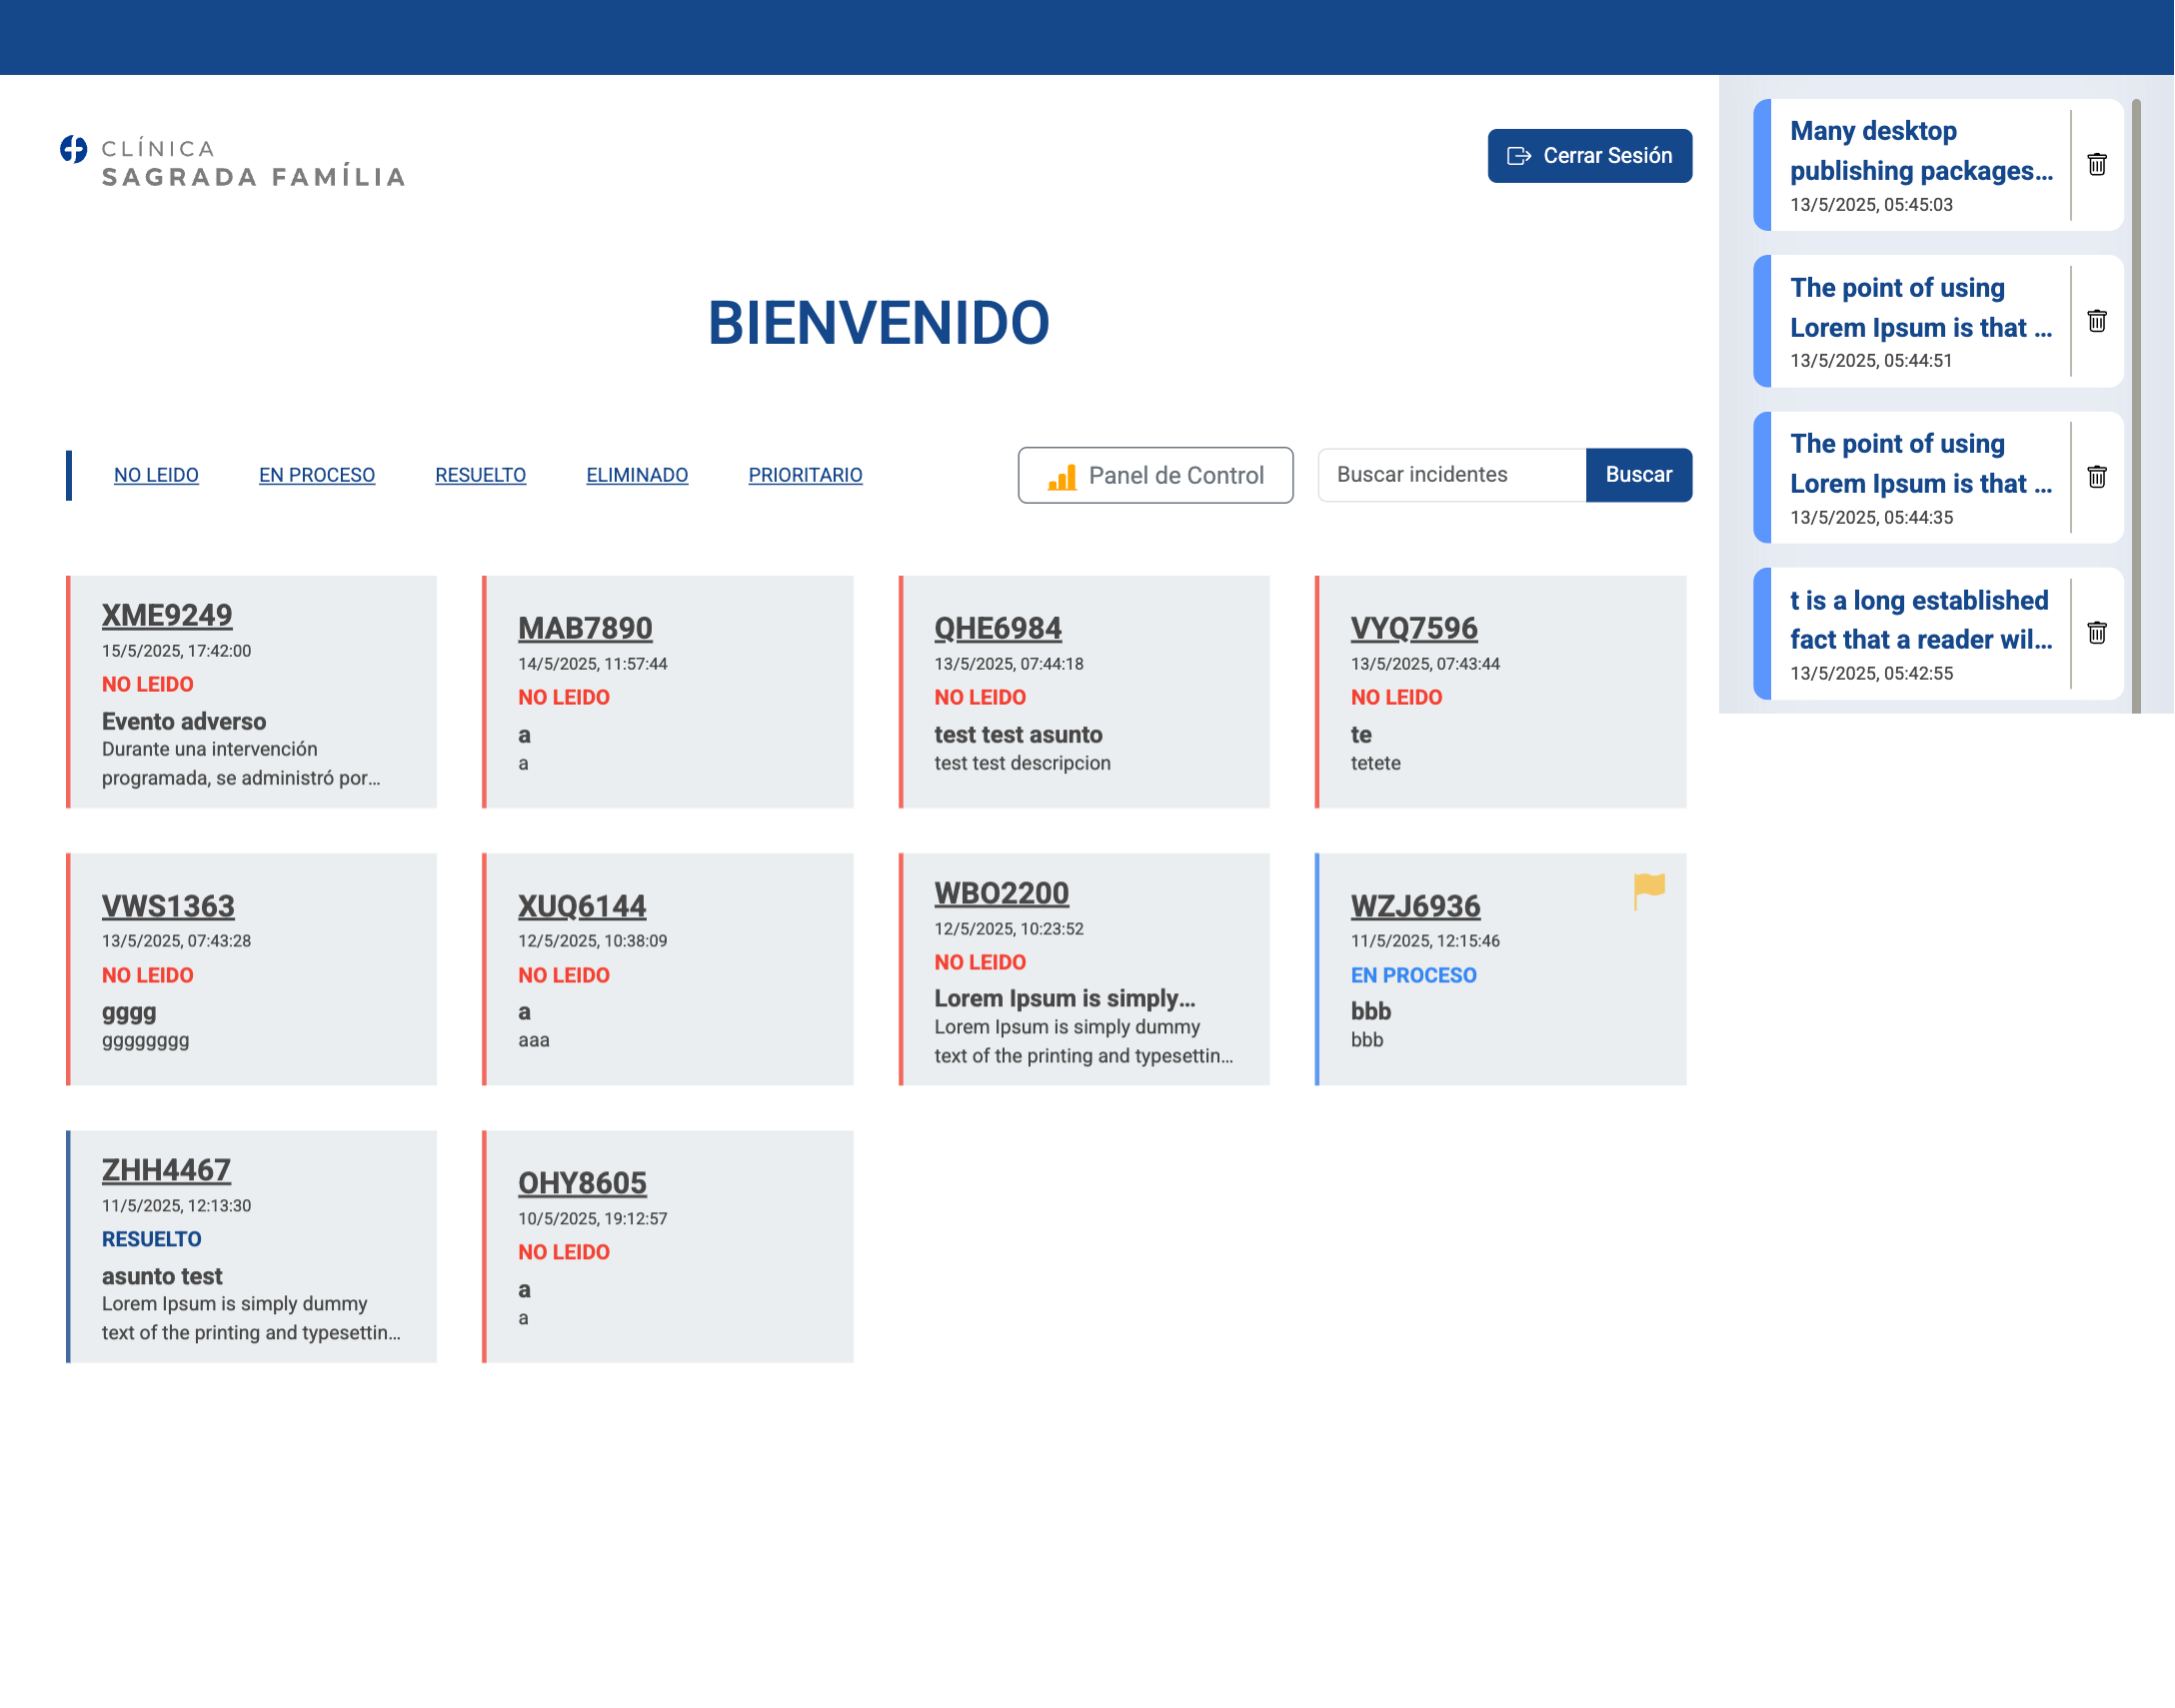 CLÍNICA
SAGRADA FAMÍLIA
Cerrar Sesión
BIENVENIDO
NO LEIDO
EN PROCESO
RESUELTO
ELIMINADO
PRIORITARIO
Panel de Control
Buscar incidentes
Buscar
XME9249
15/5/2025, 17:42:00
NO LEIDO
Evento adverso
Durante una intervención
programada, se administró por...
MAB7890
14/5/2025, 11:57:44
NO LEIDO
a
a
QHE6984
13/5/2025, 07:44:18
NO LEIDO
test test asunto
test test descripcion
VYQ7596
13/5/2025, 07:43:44
NO LEIDO
te
tetete
VWS1363
13/5/2025, 07:43:28
NO LEIDO
gggg
gggggggg
XUQ6144
12/5/2025, 10:38:09
NO LEIDO
a
aaa
WBO2200
12/5/2025, 10:23:52
NO LEIDO
Lorem Ipsum is simply...
Lorem Ipsum is simply dummy
text of the printing and typesettin...
WZJ6936
11/5/2025, 12:15:46
EN PROCESO
bbb
bbb
ZHH4467
11/5/2025, 12:13:30
RESUELTO
asunto test
Lorem Ipsum is simply dummy
text of the printing and typesettin...
OHY8605
10/5/2025, 19:12:57
NO LEIDO
a
a
Many desktop
publishing packages...
13/5/2025, 05:45:03
The point of using
Lorem Ipsum is that ...
13/5/2025, 05:44:51
The point of using
Lorem Ipsum is that ...
13/5/2025, 05:44:35
t is a long established
fact that a reader wil...
13/5/2025, 05:42:55